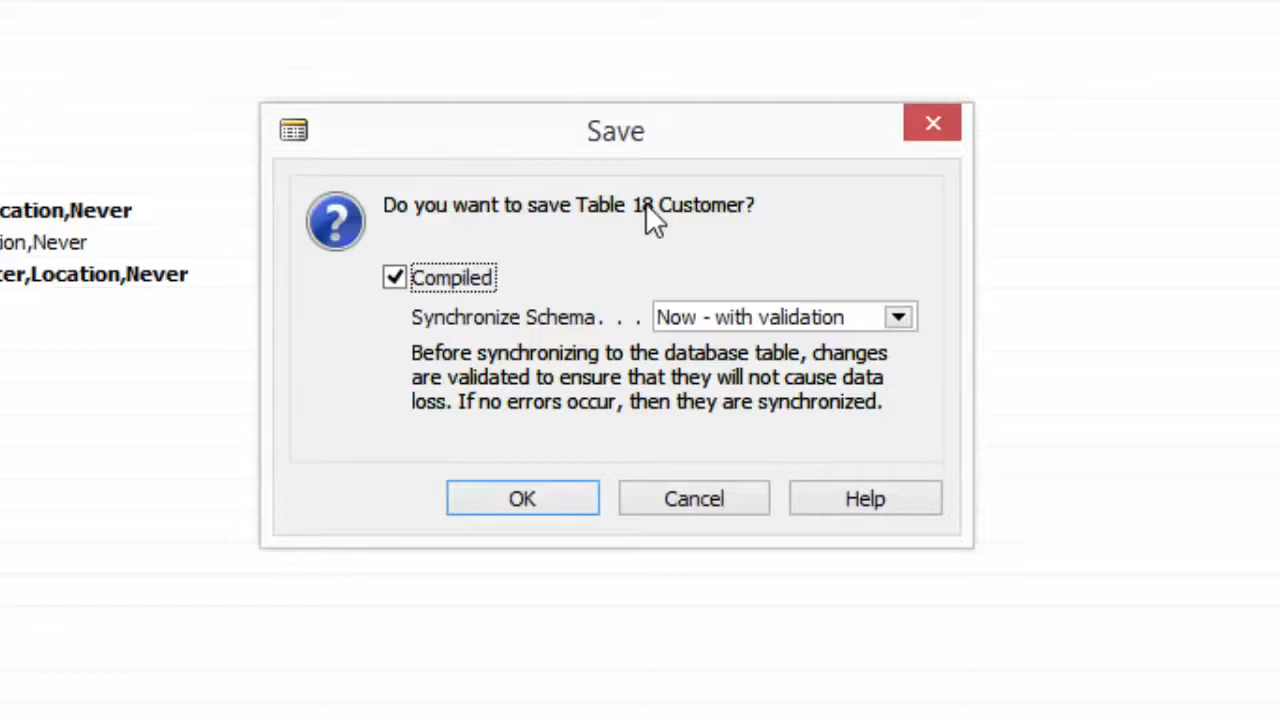 Save
cation,Never
ion,Never
ter,Location,Never
Do you want to save Table 18 Customer?
Compiled
Synchronize Schema. . . Now - with validation
Before synchronizing to the database table, changes
are validated to ensure that they will not cause data
loss. If no errors occur, then they are synchronized.
OK Cancel Help